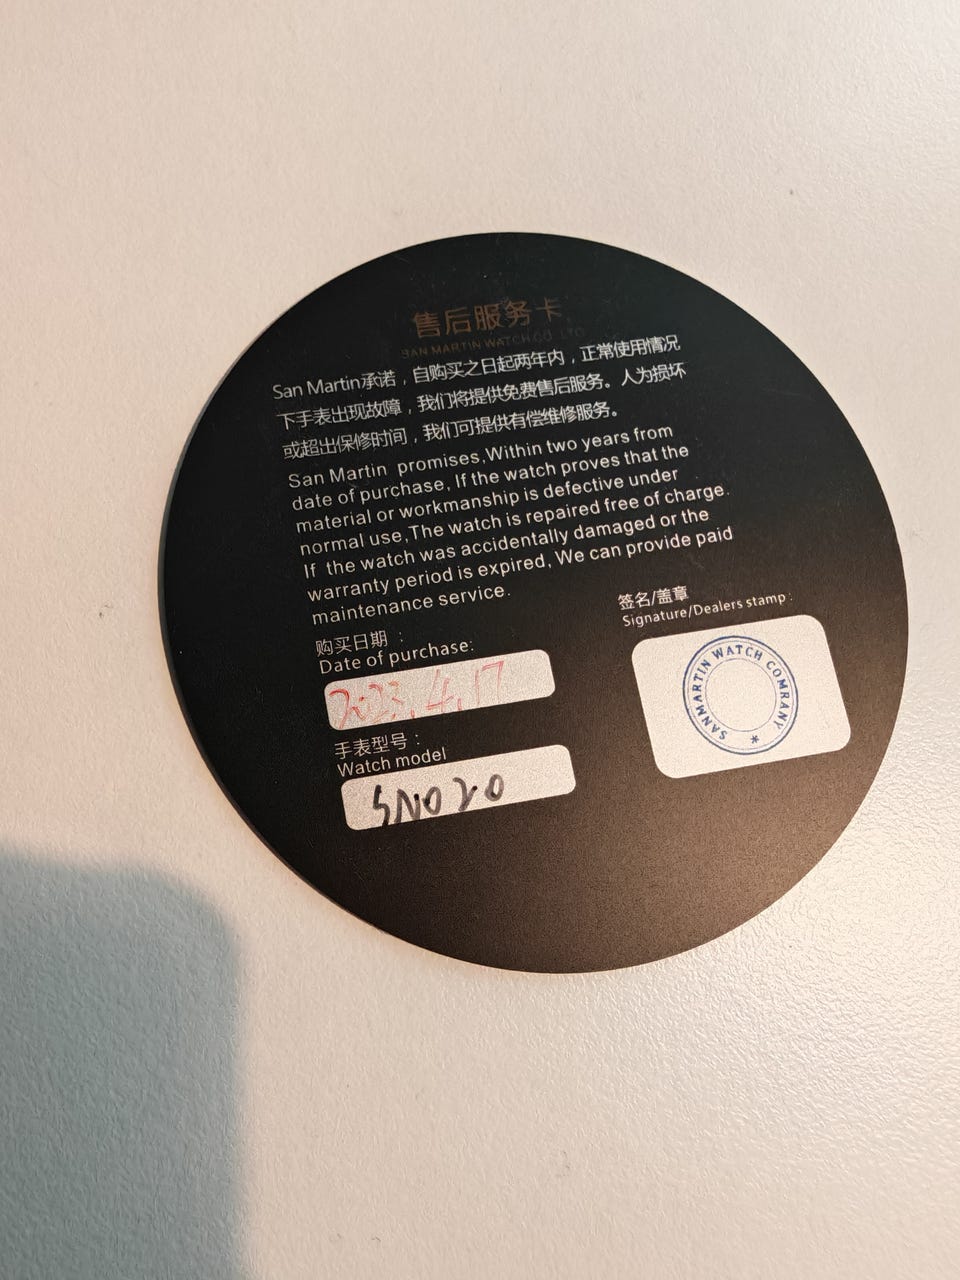 售后服务卡
SAN MARTIN WATCH CO. LTD
San Martin承诺，自购买之日起两年内，正常使用情况
下手表出现故障，我们将提供免费售后服务。人为损坏
或超出保修时间，我们可提供有偿维修服务。
San Martin promises,Within two years from
date of purchase, If the watch proves that the
material or workmanship is defective under
normal use,The watch is repaired free of charge.
If the watch was accidentally damaged or the
warranty period is expired, We can provide paid
maintenance service.
购买日期 :
Date of purchase:
2023.4.17
手表型号 :
Watch model
SN020
签名/盖章
Signature/Dealers stamp :
SANMARTIN WATCH COMRANY *